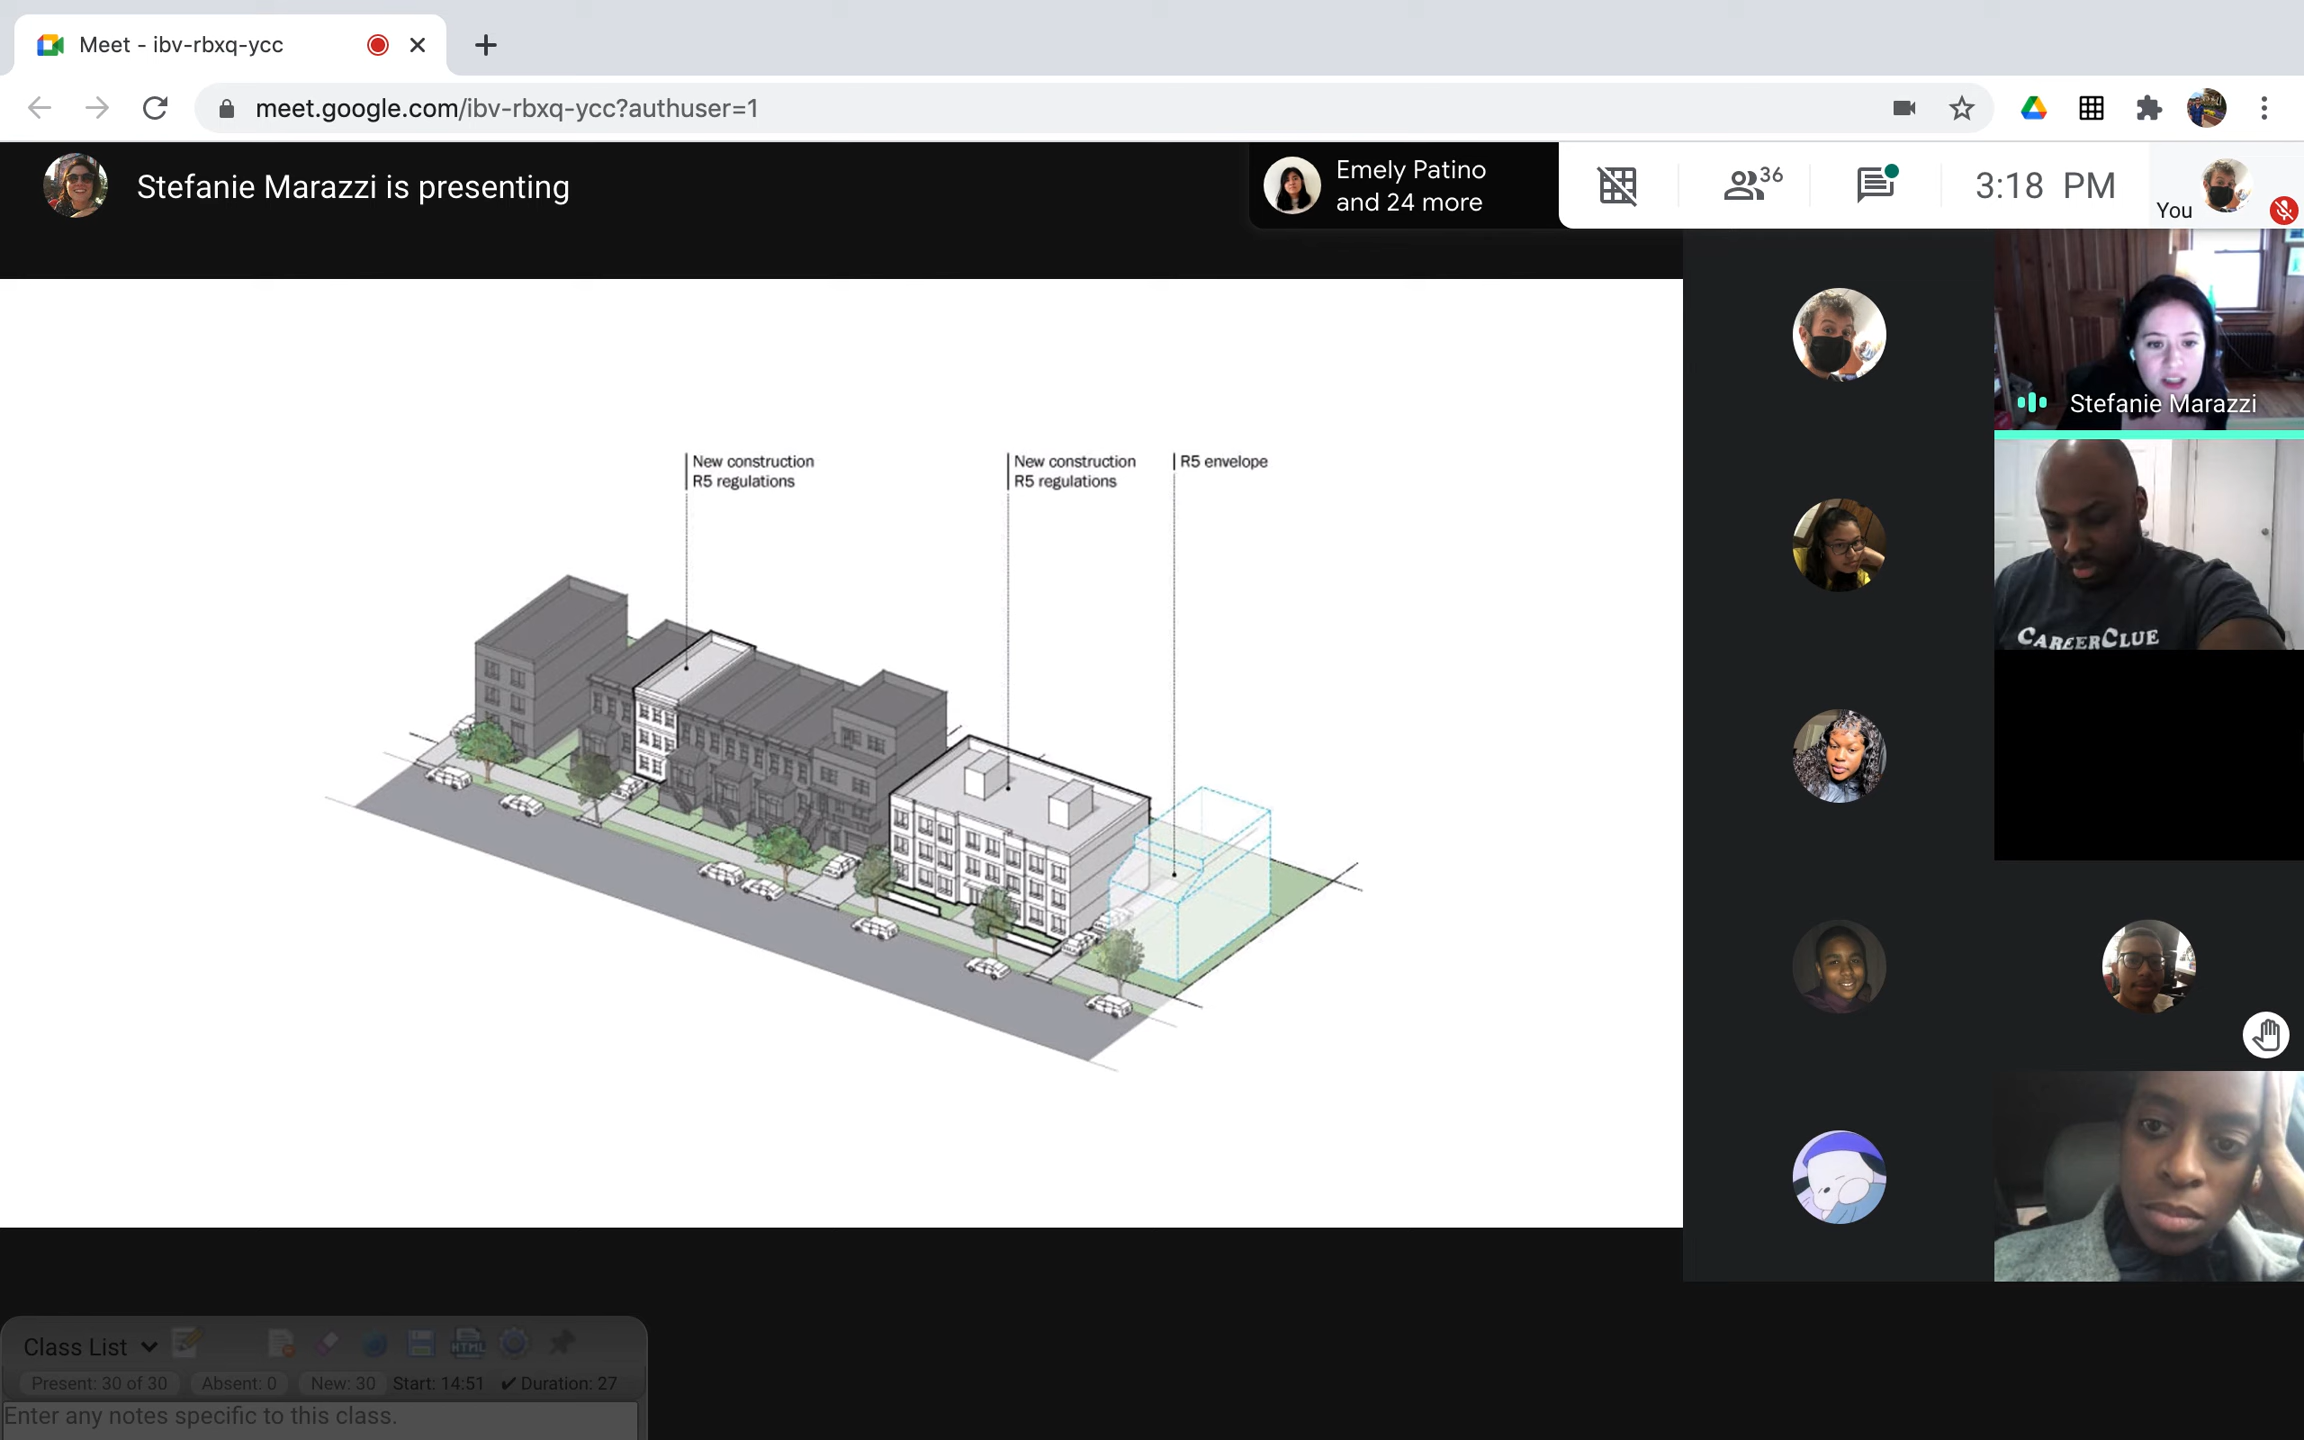 Meet - ibv-rbxq-ycc
meet.google.com/ibv-rbxq-ycc?authuser=1
Stefanie Marazzi is presenting
Emely Patino
and 24 more
36
3:18 PM
You
New construction
R5 regulations
New construction
R5 regulations
R5 envelope
Stefanie Marazzi
CAREERCLUE
Class List
HTML
Present: 30 of 30
Absent: 0
New: 30
Start: 14:51
✔ Duration: 27
Enter any notes specific to this class.